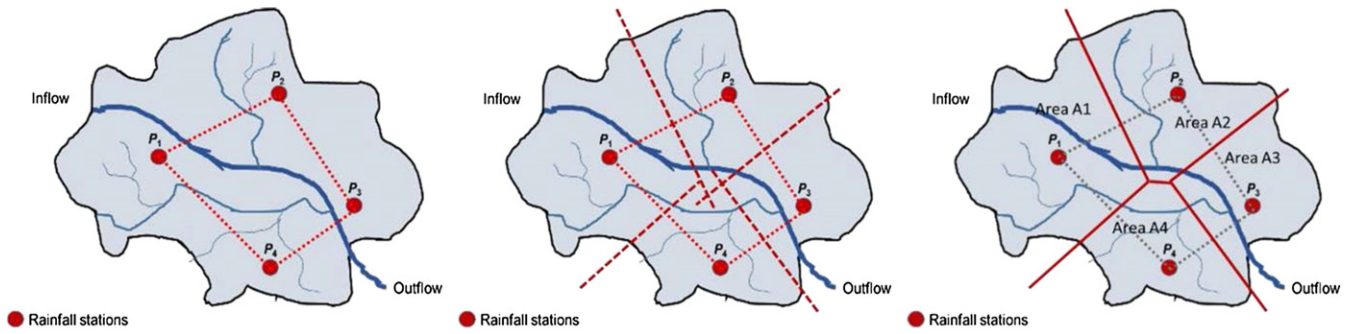 P2
Inflow
P1
P3
P4
Outflow
Rainfall stations
P2
Inflow
P1
P3
P4
Outflow
Rainfall stations
P2
Inflow
Area A1
Area A2
P1
Area A3
P3
Area A4
P4
Outflow
Rainfall stations